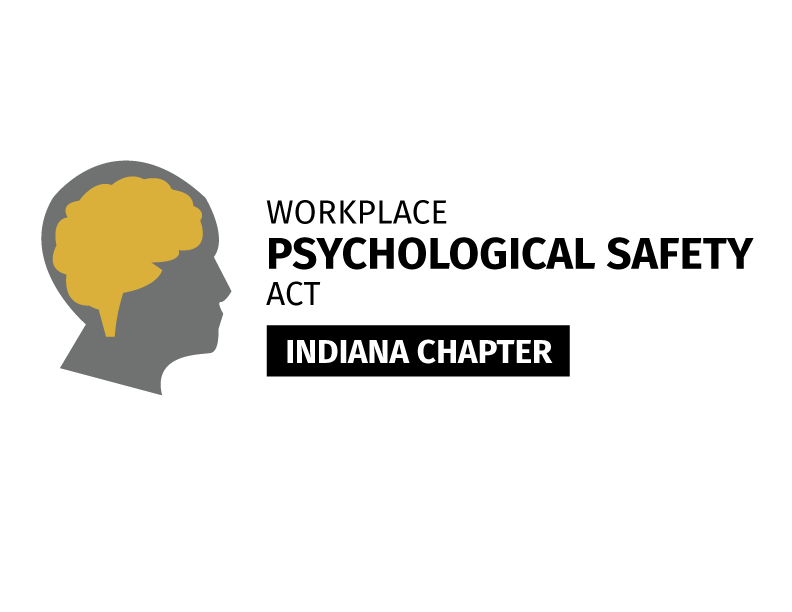 WORKPLACE
PSYCHOLOGICAL SAFETY
ACT
INDIANA CHAPTER